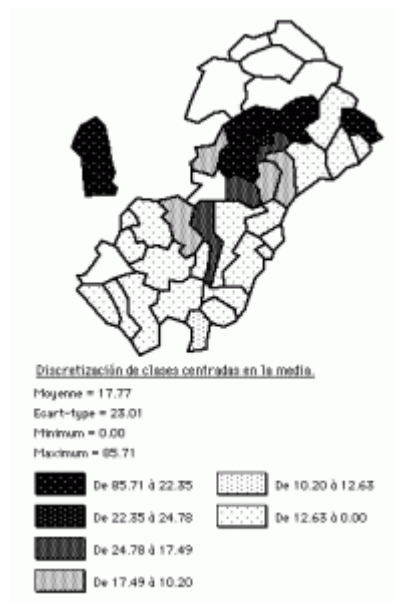 Discretización de clases centradas en la media.
Moyenne = 17.77
Ecart-type = 23.01
Minimum = 0.00
Maximum = 85.71
De 85.71 à 22.35
De 22.35 à 24.78
De 24.78 à 17.49
De 17.49 à 10.20
De 10.20 à 12.63
De 12.63 à 0.00